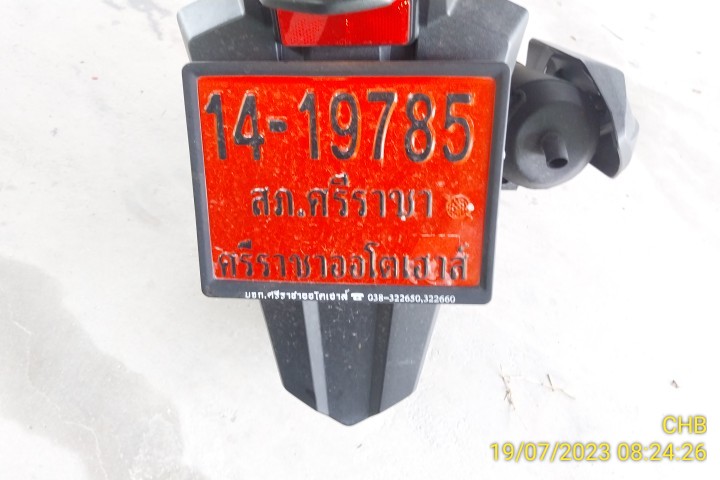 14-19785
สภ.ศรีราชา
ศรีราชาออโตเฮาส์
บจก.ศรีราชาออโตเฮาส์ ☎ 038-322650,322660
CHB
19/07/2023 08:24:26